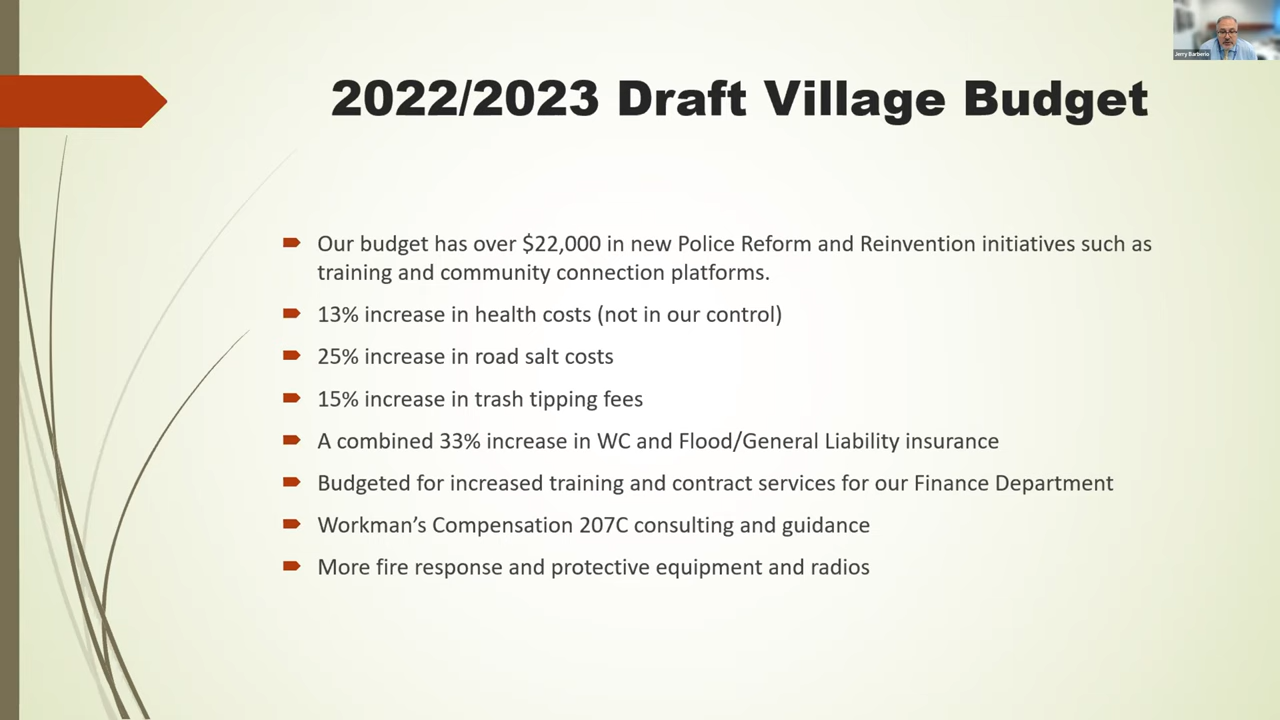 Jerry Barberio
2022/2023 Draft Village Budget
Our budget has over $22,000 in new Police Reform and Reinvention initiatives such as
training and community connection platforms.
13% increase in health costs (not in our control)
25% increase in road salt costs
15% increase in trash tipping fees
A combined 33% increase in WC and Flood/General Liability insurance
Budgeted for increased training and contract services for our Finance Department
Workman’s Compensation 207C consulting and guidance
More fire response and protective equipment and radios